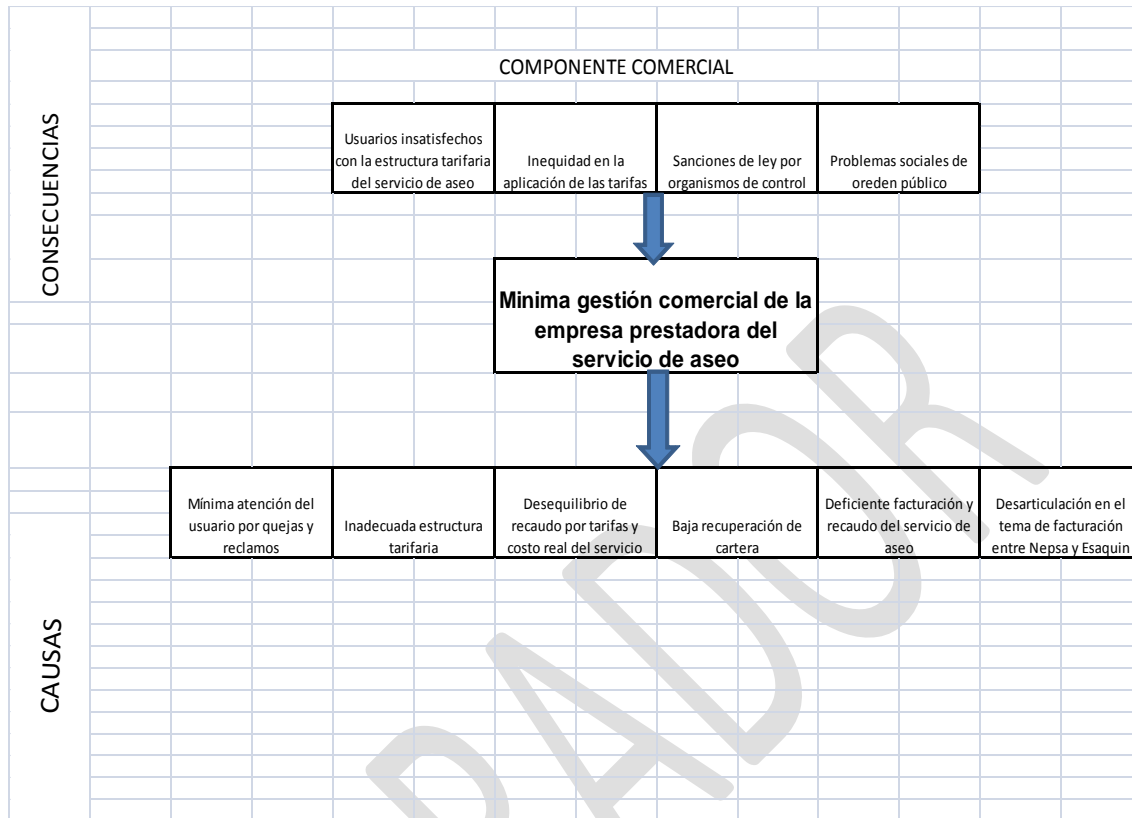 COMPONENTE COMERCIAL
CONSECUENCIAS
Usuarios insatisfechos
con la estructura tarifaria
del servicio de aseo
Inequidad en la
aplicación de las tarifas
Sanciones de ley por
organismos de control
Problemas sociales de
oreden público
Minima gestión comercial de la
empresa prestadora del
servicio de aseo
CAUSAS
Mínima atención del
usuario por quejas y
reclamos
Inadecuada estructura
tarifaria
Desequilibrio de
recaudo por tarifas y
costo real del servicio
Baja recuperación de
cartera
Deficiente facturación y
recaudo del servicio de
aseo
Desarticulación en el
tema de facturación
entre Nepsa y Esaquin
RADOR